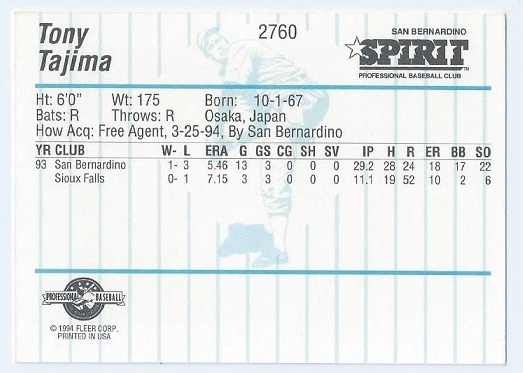 Tony
Tajima
2760
SAN BERNARDINO
SPIRIT™
PROFESSIONAL BASEBALL CLUB
Ht: 6'0" Wt: 175 Born: 10-1-67
Bats: R Throws: R Osaka, Japan
How Acq: Free Agent, 3-25-94, By San Bernardino
YR CLUB W- L ERA G GS CG SH SV IP H R ER BB SO
93 San Bernardino 1- 3 5.46 13 3 0 0 0 29.2 28 24 18 17 22
Sioux Falls 0- 1 7.15 3 3 0 0 0 11.1 19 52 10 2 6
PROFESSIONAL BASEBALL
© 1994 FLEER CORP.
PRINTED IN USA